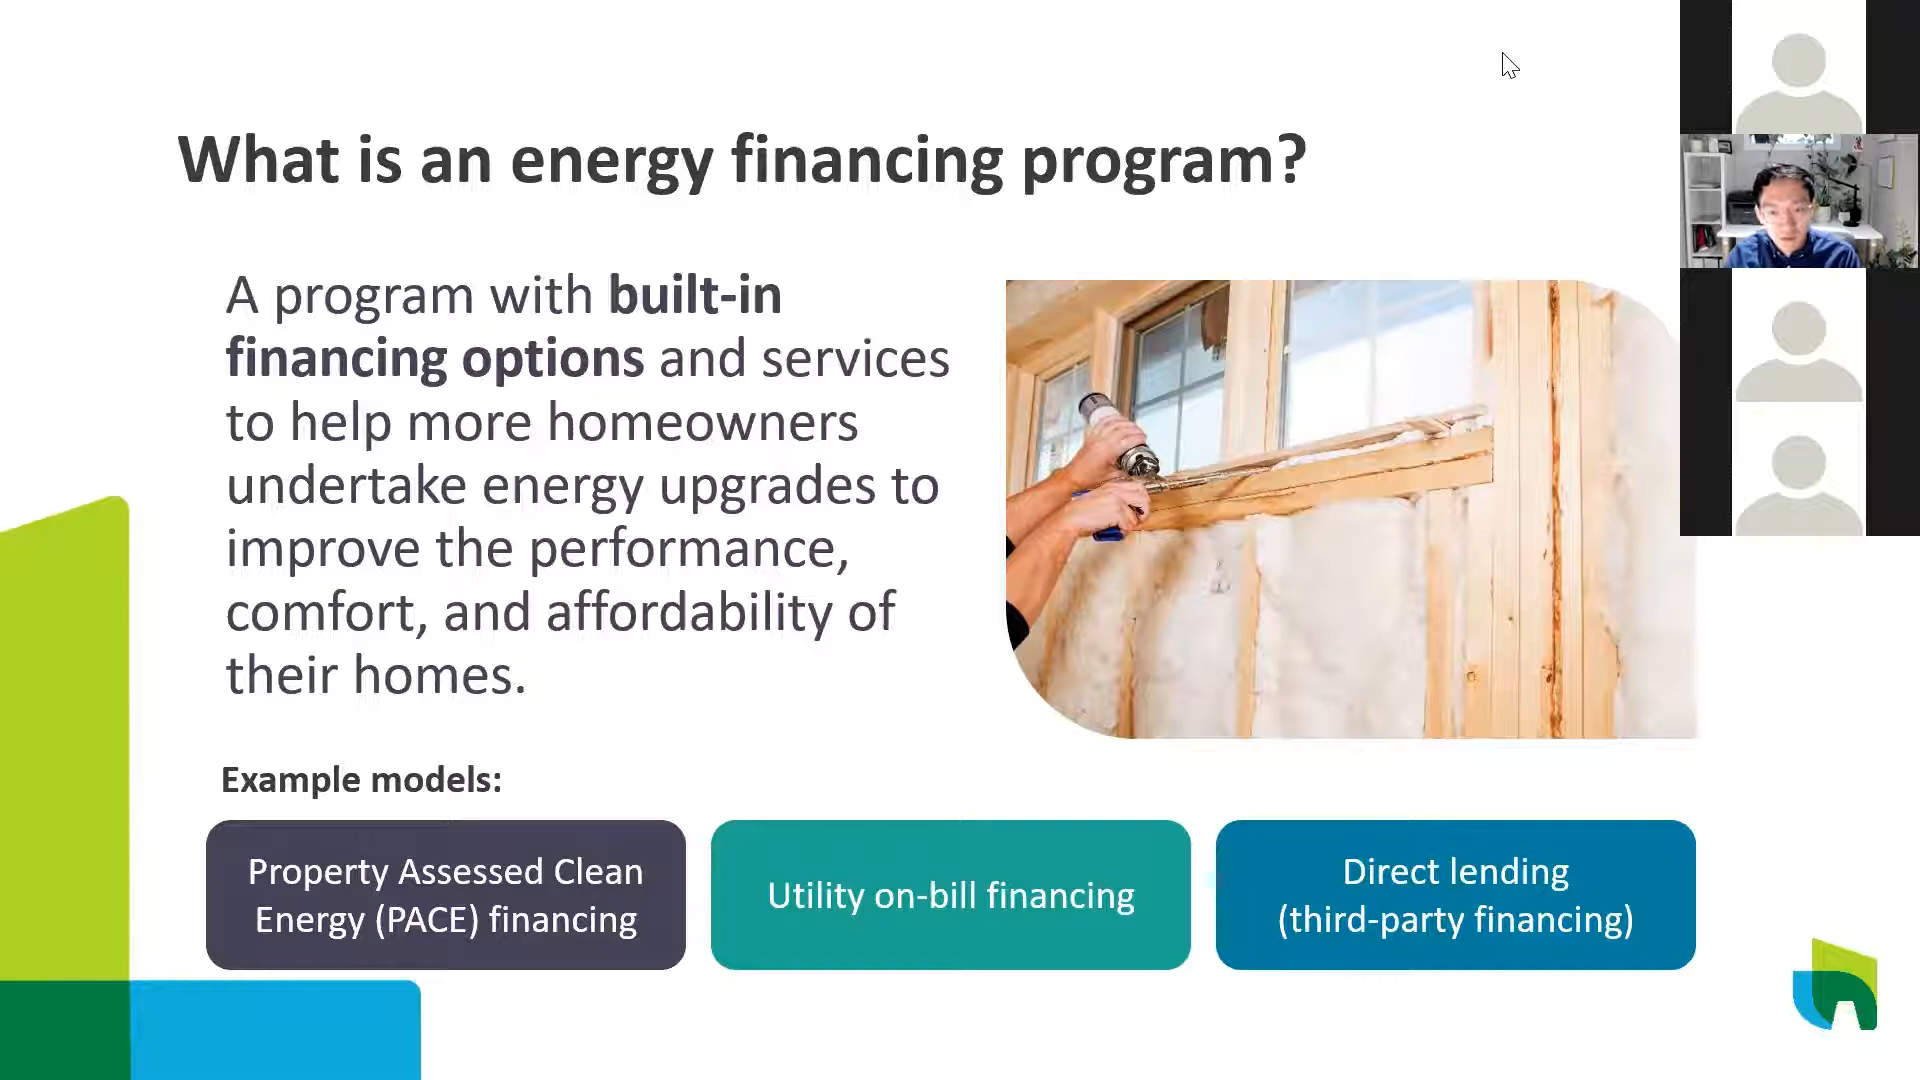 What is an energy financing program?
A program with built-in
financing options and services
to help more homeowners
undertake energy upgrades to
improve the performance,
comfort, and affordability of
their homes.
Example models:
Property Assessed Clean
Energy (PACE) financing
Utility on-bill financing
Direct lending
(third-party financing)